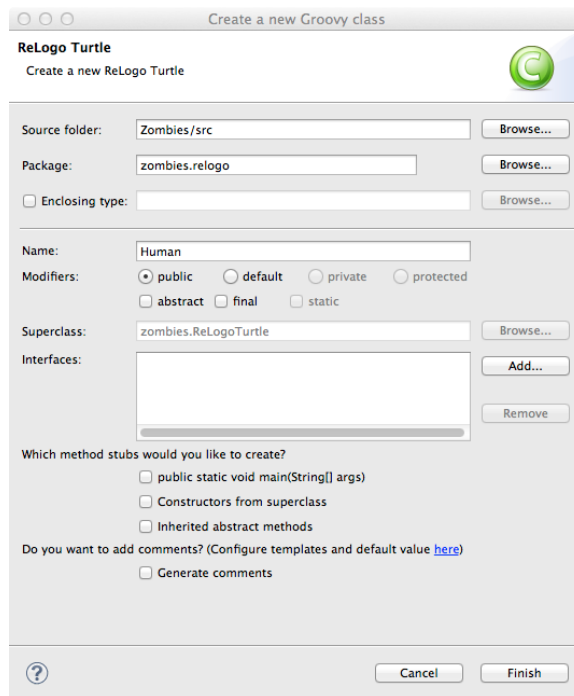 Create a new Groovy class
ReLogo Turtle
Create a new ReLogo Turtle
Source folder: Zombies/src Browse...
Package: zombies.relogo Browse...
Enclosing type: Browse...
Name: Human
Modifiers: public default private protected
abstract final static
Superclass: zombies.ReLogoTurtle Browse...
Interfaces: Add...
Remove
Which method stubs would you like to create?
public static void main(String[] args)
Constructors from superclass
Inherited abstract methods
Do you want to add comments? (Configure templates and default value here)
Generate comments
? Cancel Finish